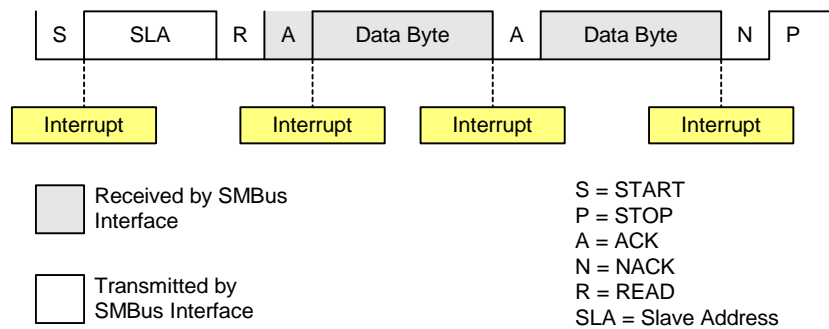 S SLA R A Data Byte A Data Byte N P
Interrupt Interrupt Interrupt Interrupt
Received by SMBus
Interface
Transmitted by
SMBus Interface
S = START
P = STOP
A = ACK
N = NACK
R = READ
SLA = Slave Address